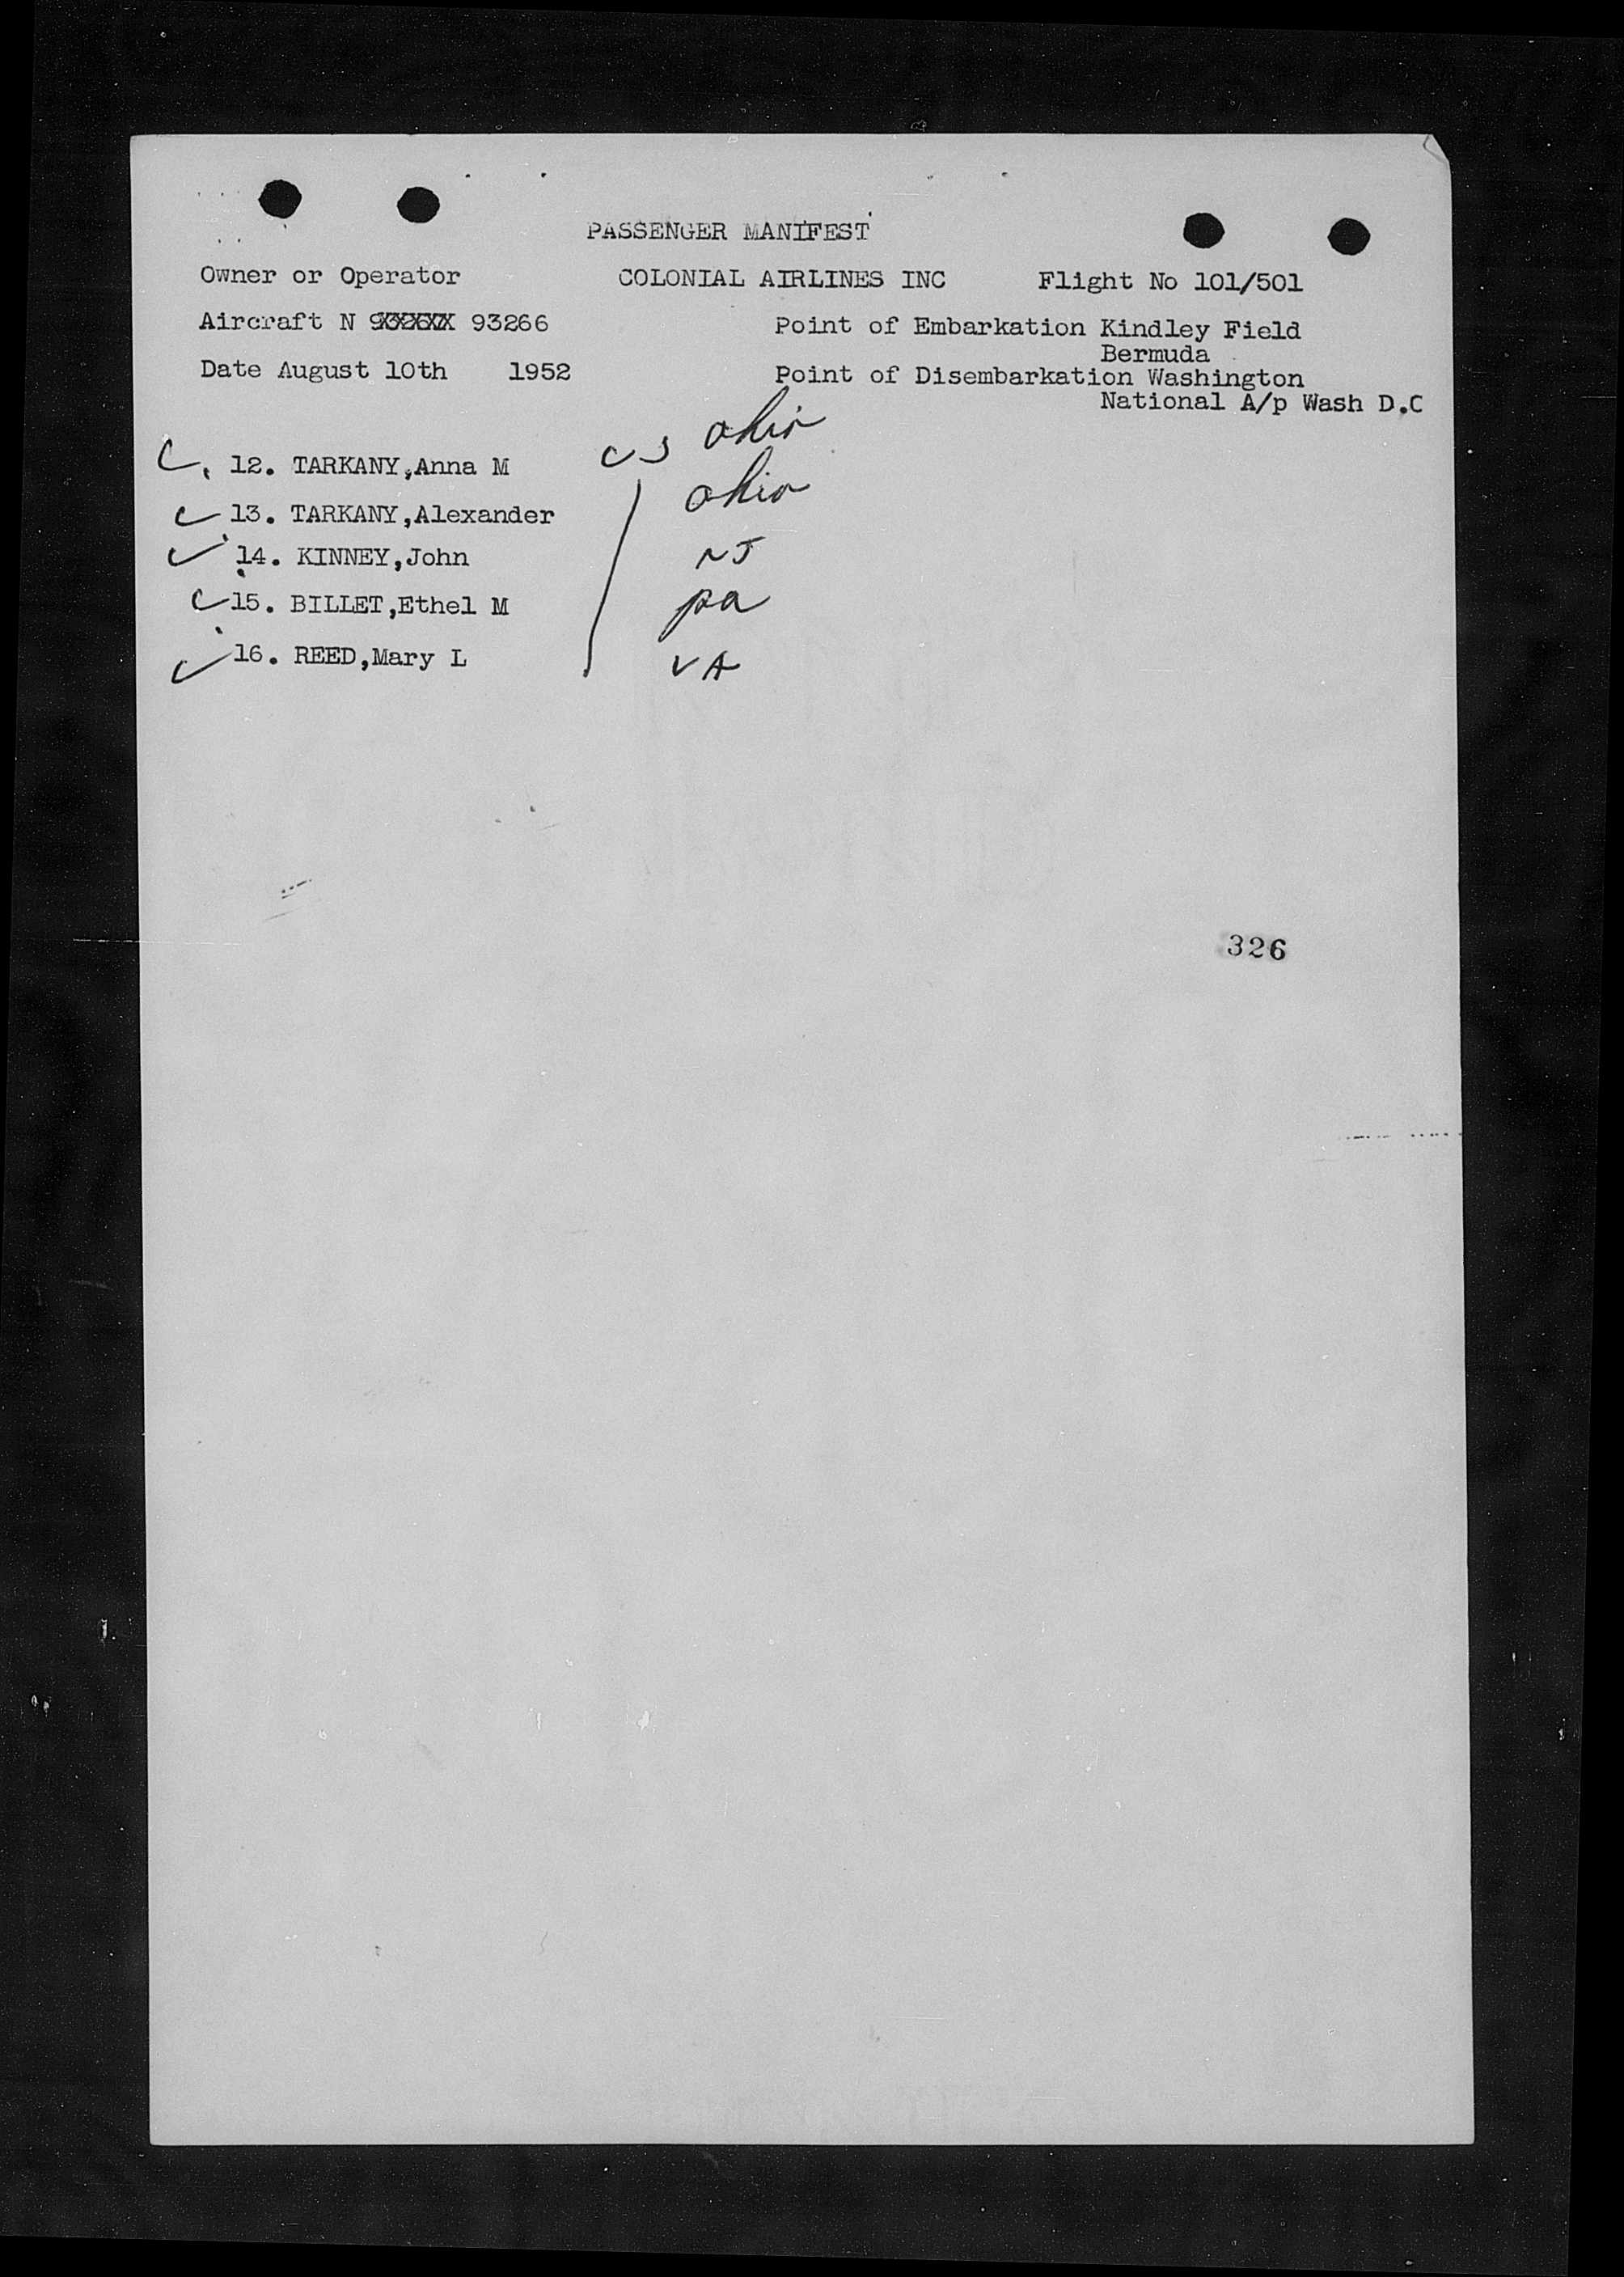 PASSENGER MANIFEST
Owner or Operator COLONIAL AIRLINES INC Flight No 101/501
Aircraft N 93266 Point of Embarkation Kindley Field
Bermuda
Date August 10th 1952 Point of Disembarkation Washington
National A/p Wash D.C
12. TARKANY,Anna M US Ohio
13. TARKANY,Alexander Ohio
14. KINNEY,John NJ
15. BILLET,Ethel M Pa
16. REED,Mary L VA
326